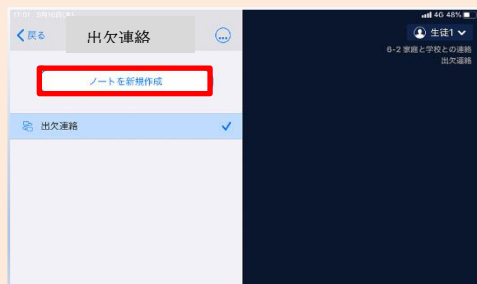 4G 48%
戻る
出欠連絡
生徒1
6-2 家庭と学校との連絡
出欠連絡
ノートを新規作成
出欠連絡